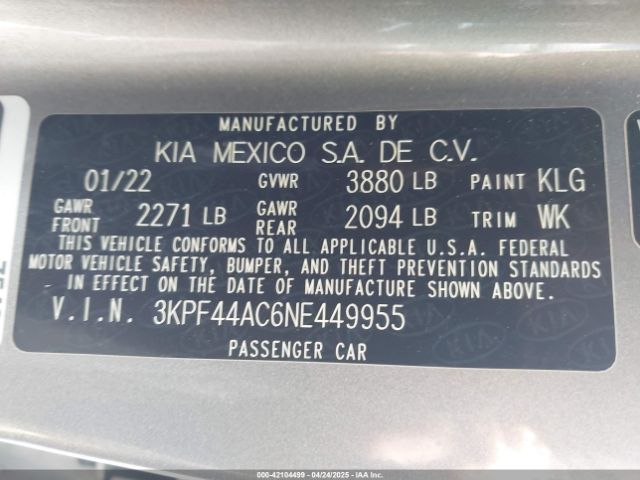 MANUFACTURED BY
KIA MEXICO S.A. DE C.V.
01/22 GVWR 3880 LB PAINT KLG
GAWR FRONT 2271 LB GAWR REAR 2094 LB TRIM WK
THIS VEHICLE CONFORMS TO ALL APPLICABLE U.S.A. FEDERAL
MOTOR VEHICLE SAFETY, BUMPER, AND THEFT PREVENTION STANDARDS
IN EFFECT ON THE DATE OF MANUFACTURE SHOWN ABOVE.
V.I.N. 3KPF44AC6NE449955
PASSENGER CAR
000-42104499 - 04/24/2025 - IAAI.COM